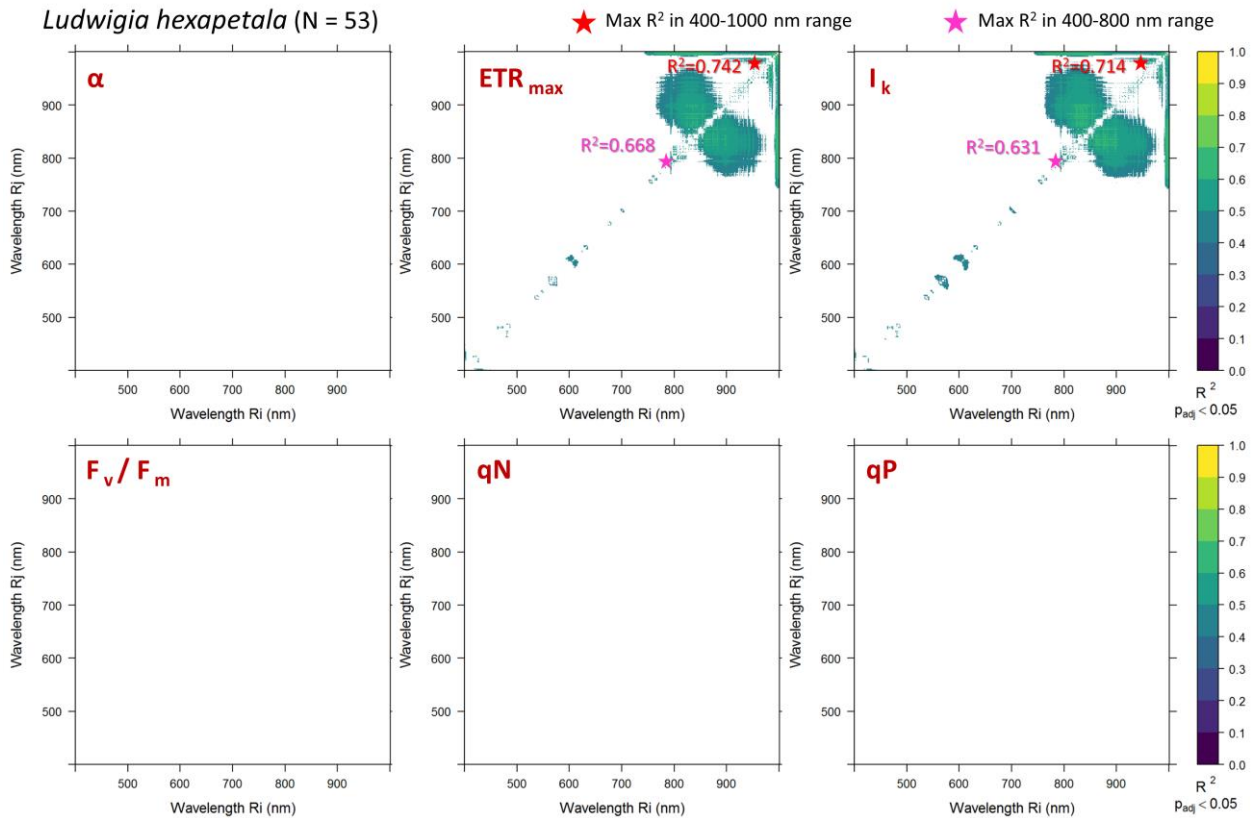 Ludwigia hexapetala (N = 53)
★ Max R² in 400-1000 nm range
★ Max R² in 400-800 nm range
α
900
800
700
600
500
Wavelength Rj (nm)
500 600 700 800 900
Wavelength Ri (nm)
ETR max
R²=0.742
R²=0.668
900
800
700
600
500
Wavelength Rj (nm)
500 600 700 800 900
Wavelength Ri (nm)
I k
R²=0.714
R²=0.631
900
800
700
600
500
Wavelength Rj (nm)
500 600 700 800 900
Wavelength Ri (nm)
1.0
0.9
0.8
0.7
0.6
0.5
0.4
0.3
0.2
0.1
0.0
R²
padj < 0.05
Fv / Fm
900
800
700
600
500
Wavelength Rj (nm)
500 600 700 800 900
Wavelength Ri (nm)
qN
900
800
700
600
500
Wavelength Rj (nm)
500 600 700 800 900
Wavelength Ri (nm)
qP
900
800
700
600
500
Wavelength Rj (nm)
500 600 700 800 900
Wavelength Ri (nm)
1.0
0.9
0.8
0.7
0.6
0.5
0.4
0.3
0.2
0.1
0.0
R²
padj < 0.05